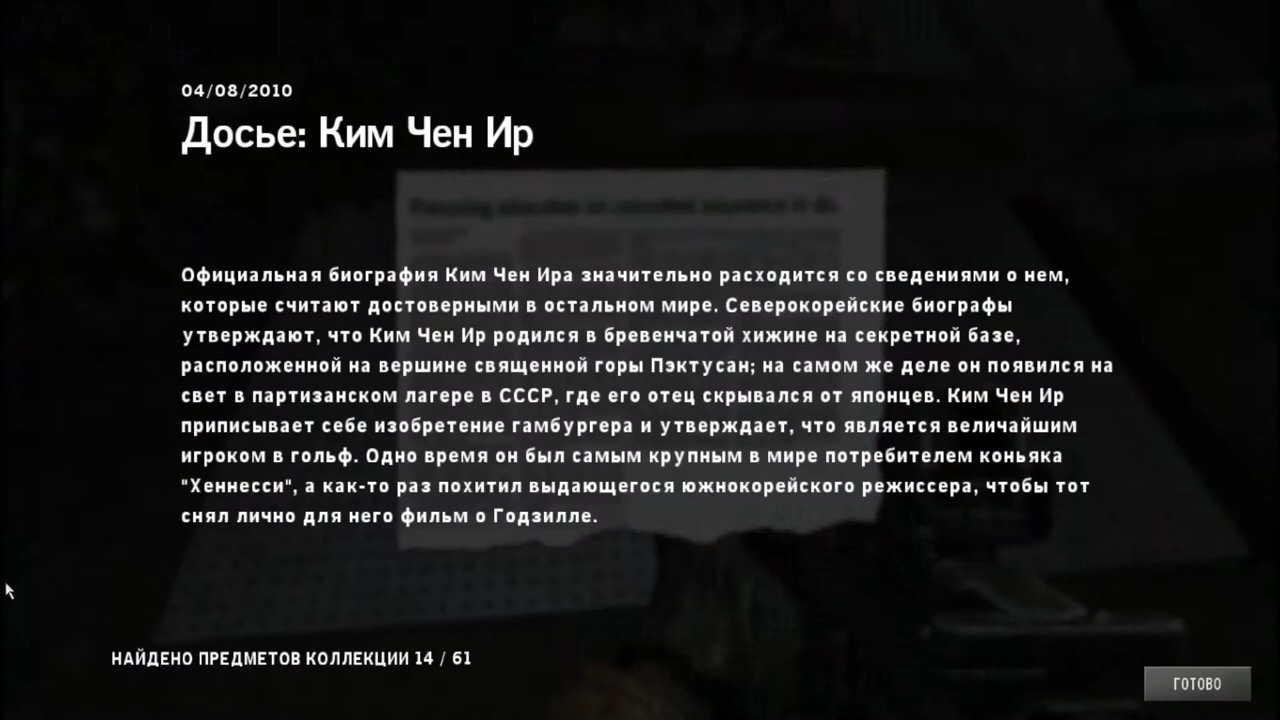 04/08/2010
Досье: Ким Чен Ир
Официальная биография Ким Чен Ира значительно расходится со сведениями о нем,
которые считают достоверными в остальном мире. Северокорейские биографы
утверждают, что Ким Чен Ир родился в бревенчатой хижине на секретной базе,
расположенной на вершине священной горы Пэктусан; на самом же деле он появился на
свет в партизанском лагере в СССР, где его отец скрывался от японцев. Ким Чен Ир
приписывает себе изобретение гамбургера и утверждает, что является величайшим
игроком в гольф. Одно время он был самым крупным в мире потребителем коньяка
"Хеннесси", а как-то раз похитил выдающегося южнокорейского режиссера, чтобы тот
снял лично для него фильм о Годзилле.
НАЙДЕНО ПРЕДМЕТОВ КОЛЛЕКЦИИ 14 / 61
ГОТОВО